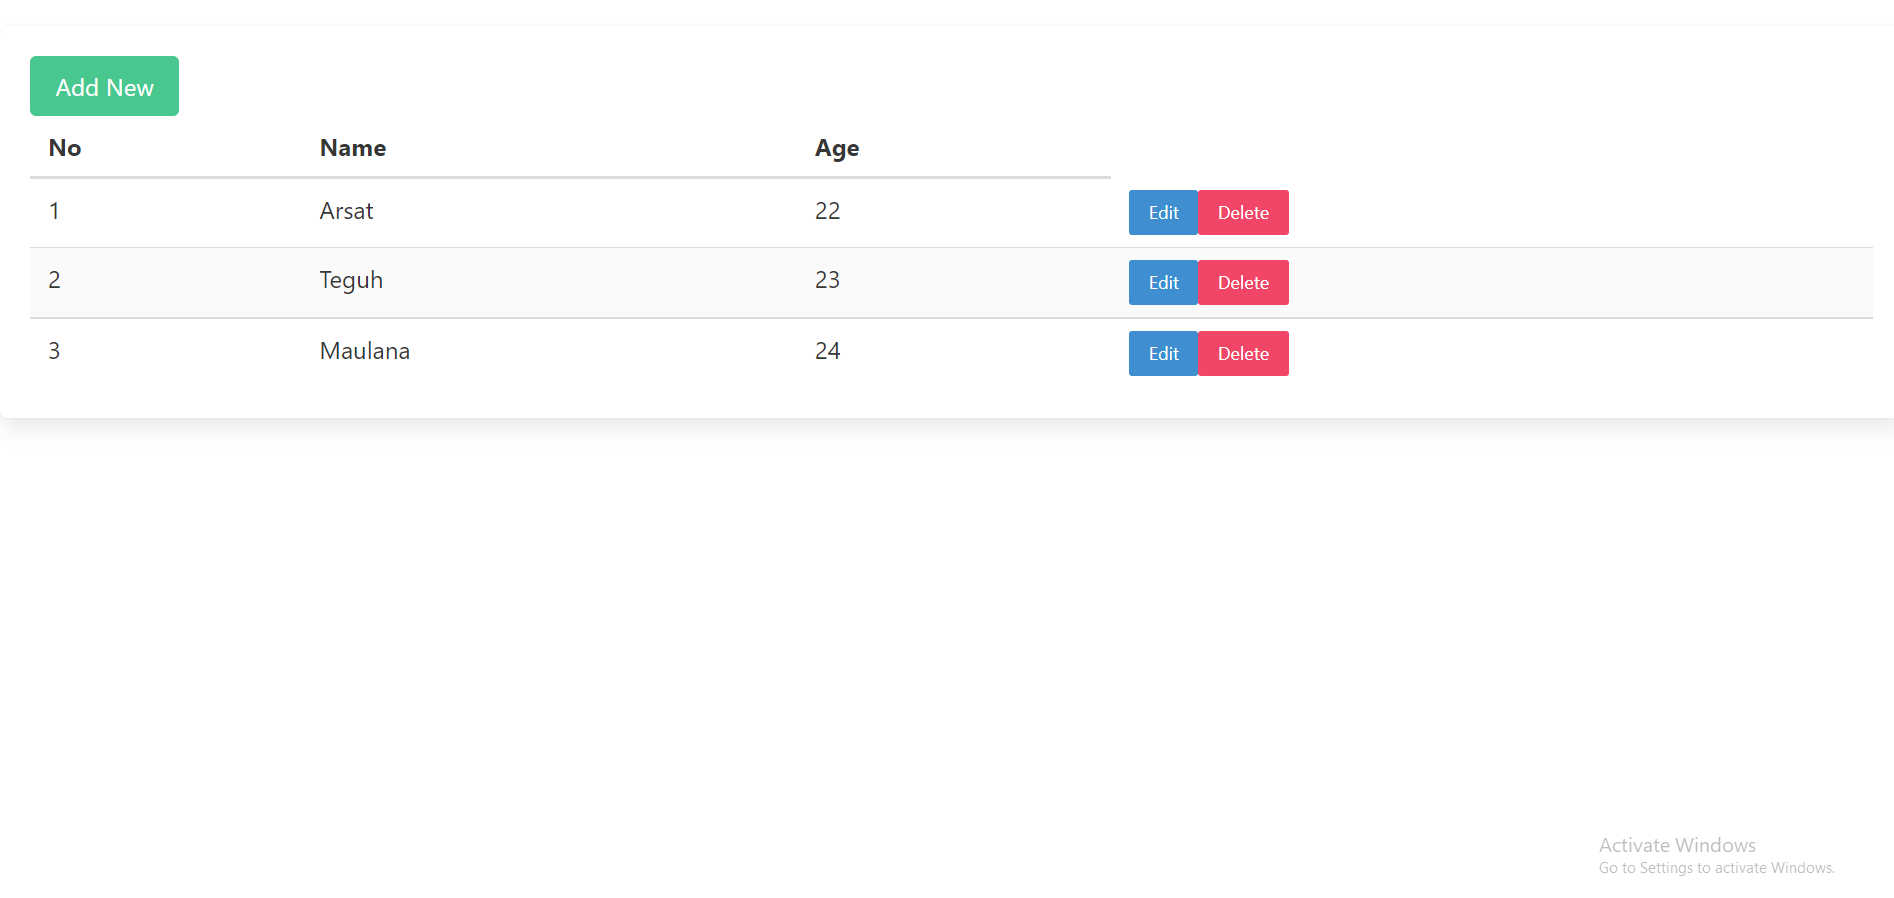 Add New
No Name Age
1 Arsat 22 Edit Delete
2 Teguh 23 Edit Delete
3 Maulana 24 Edit Delete
Activate Windows
Go to Settings to activate Windows.